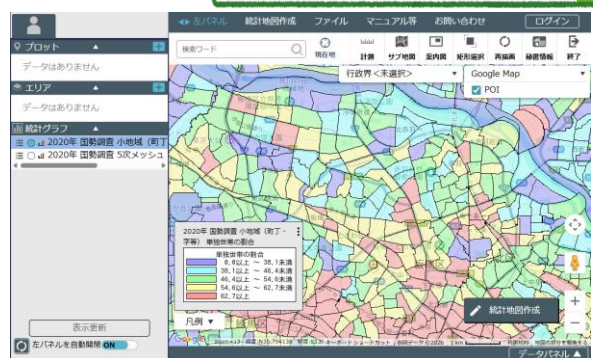 左パネル 統計地図作成 ファイル マニュアル等 お問い合わせ ログイン
プロット
データはありません
エリア
データはありません
統計グラフ
2020年 国勢調査 小地域 (町丁
2020年 国勢調査 5次メッシュ
表示更新
左パネルを自動開閉 ON
検索ワード
現在地 計測 サブ地図 案内図 矩形選択 再描画 秘匿情報 終了
行政界<未選択>
Google Map
POI
2020年 国勢調査 小地域 (町丁・
字等) 単独世帯の割合
単独世帯の割合
0.0以上 ~ 38.1未満
38.1以上 ~ 46.4未満
46.4以上 ~ 54.6未満
54.6以上 ~ 62.7未満
62.7以上
凡例
統計地図作成
データパネル